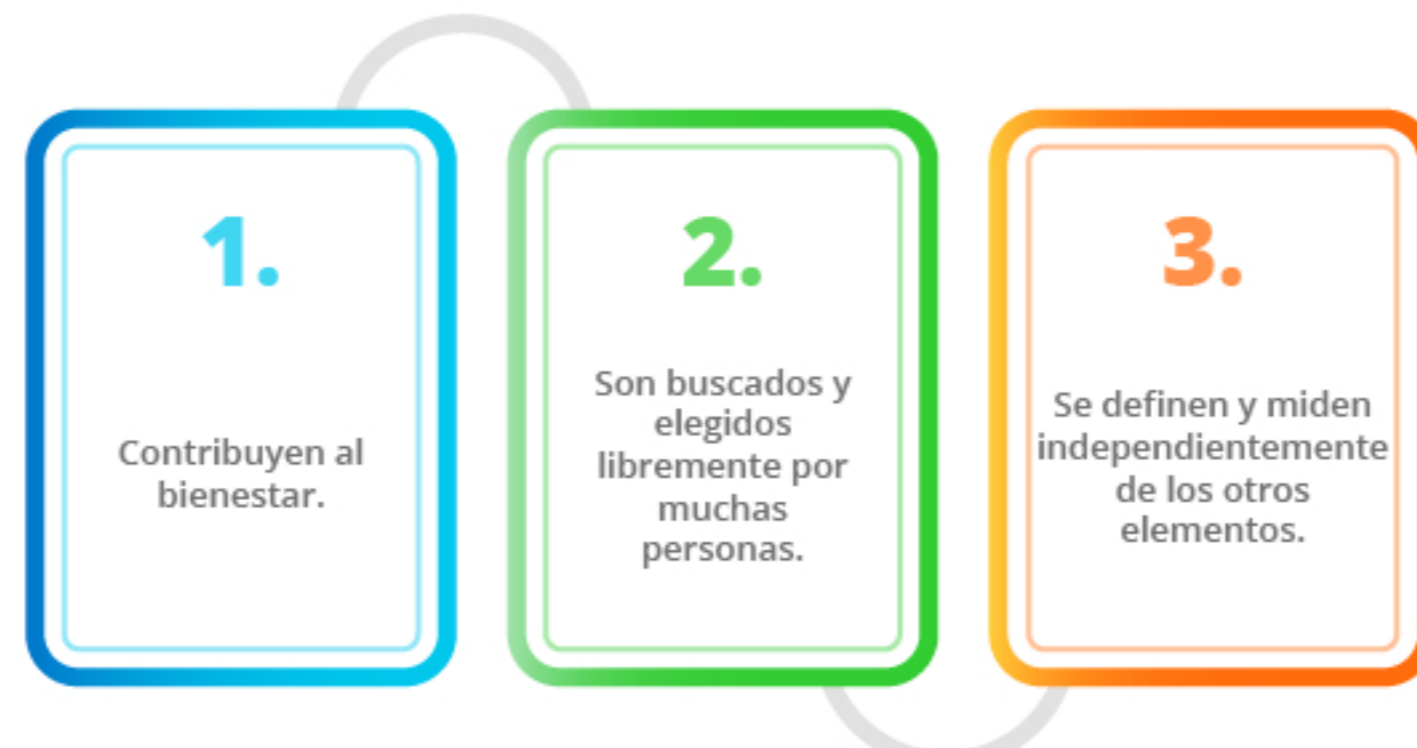 1.
Contribuyen al
bienestar.
2.
Son buscados y
elegidos
libremente por
muchas
personas.
3.
Se definen y miden
independientemente
de los otros
elementos.